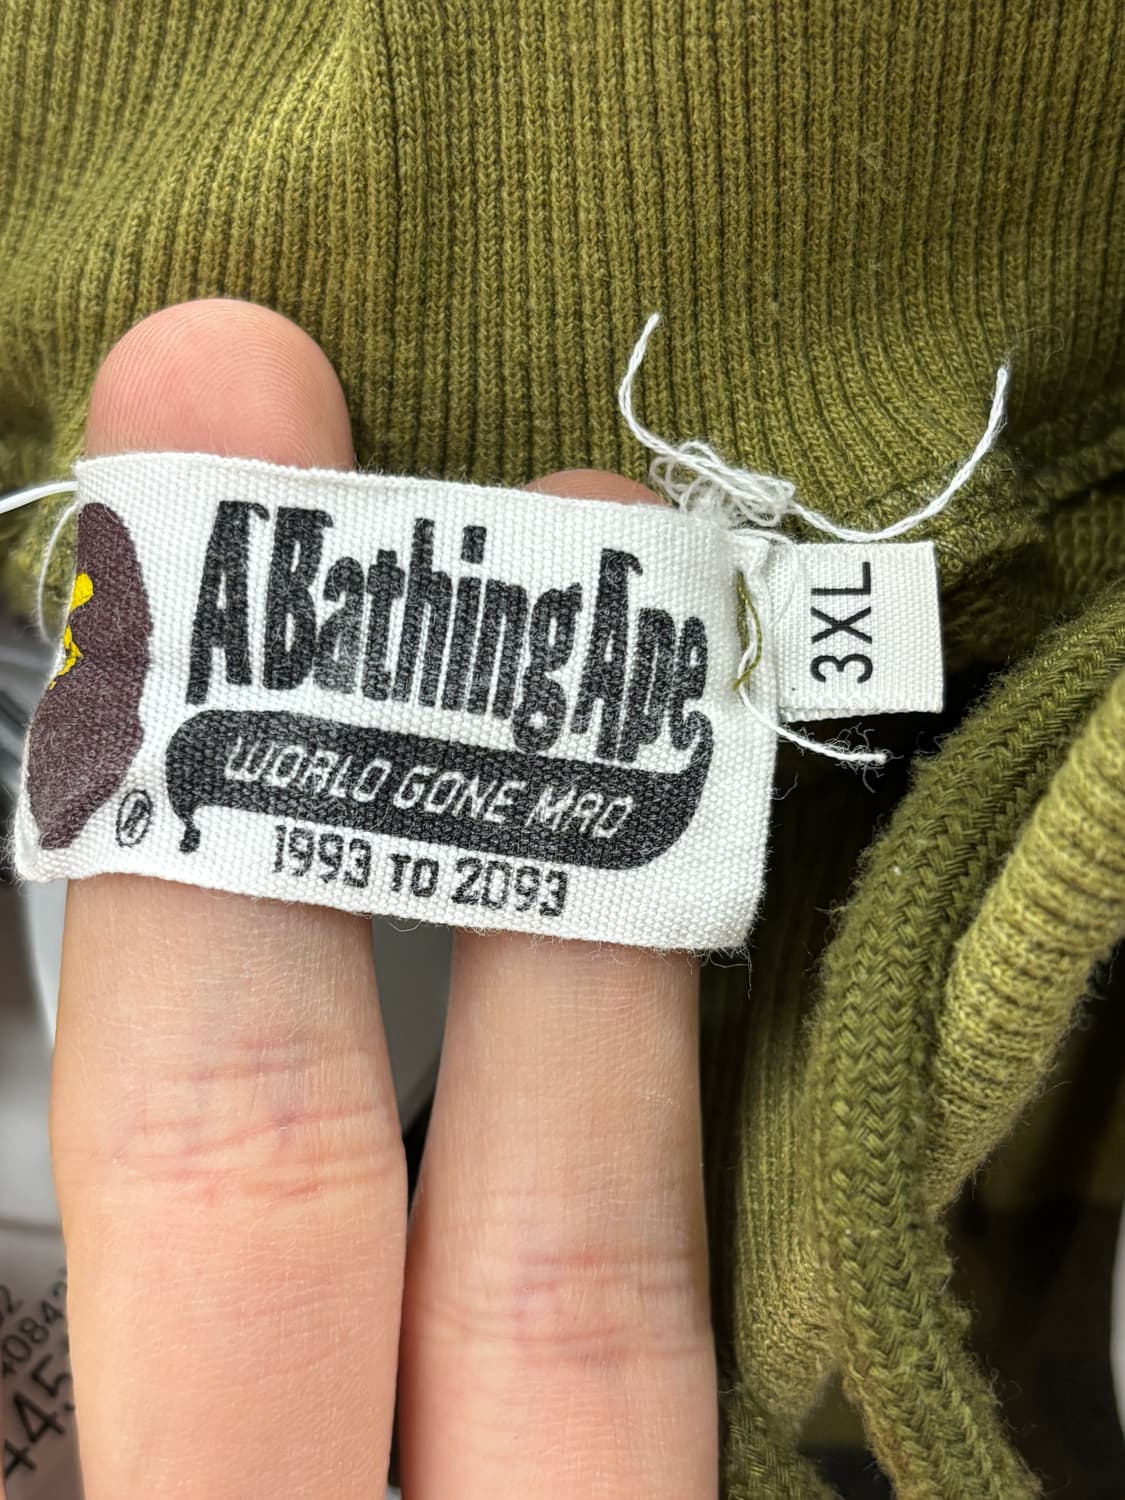 A Bathing Ape
WORLD GONE MAD
1993 TO 2093
®
3XL